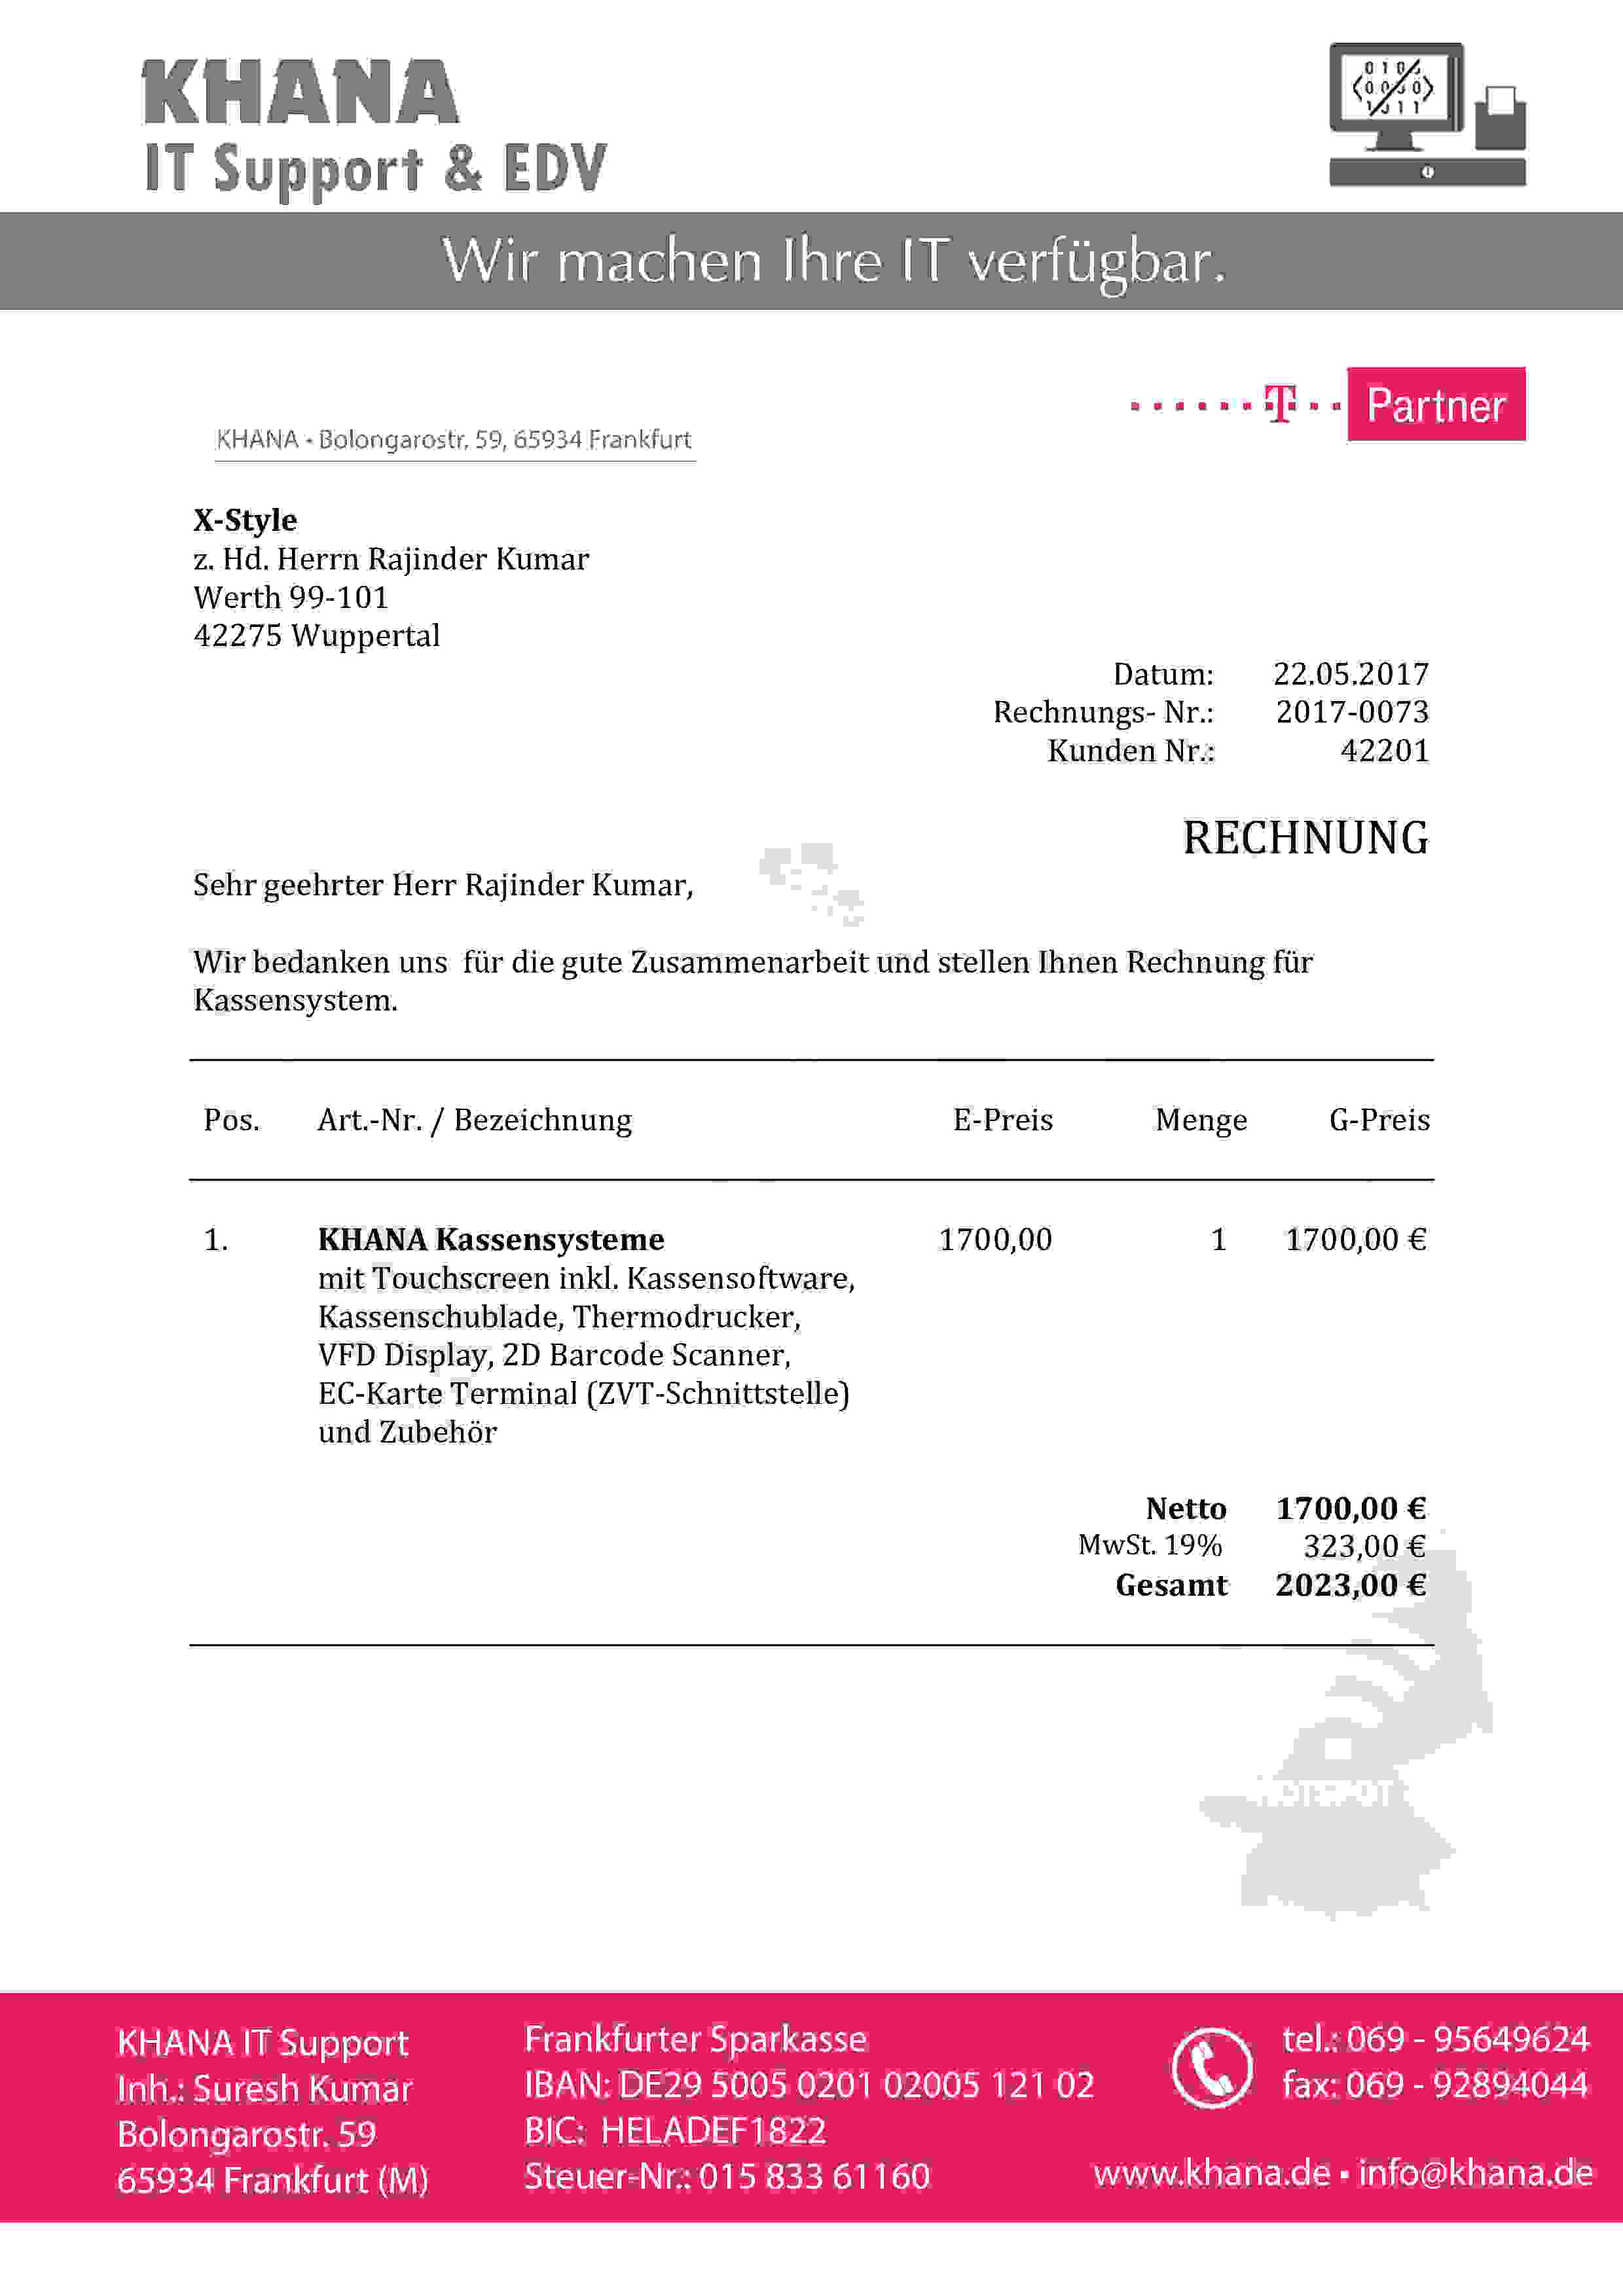 KHANA
IT Support & EDV
Wir machen Ihre IT verfügbar.
T Partner
KHANA • Bolongarostr. 59, 65934 Frankfurt
X-Style
z. Hd. Herrn Rajinder Kumar
Werth 99-101
42275 Wuppertal
Datum: 22.05.2017
Rechnungs- Nr.: 2017-0073
Kunden Nr.: 42201
RECHNUNG
Sehr geehrter Herr Rajinder Kumar,
Wir bedanken uns für die gute Zusammenarbeit und stellen Ihnen Rechnung für
Kassensystem.
Pos. Art.-Nr. / Bezeichnung E-Preis Menge G-Preis
1. KHANA Kassensysteme 1700,00 1 1700,00 €
mit Touchscreen inkl. Kassensoftware,
Kassenschublade, Thermodrucker,
VFD Display, 2D Barcode Scanner,
EC-Karte Terminal (ZVT-Schnittstelle)
und Zubehör
Netto 1700,00 €
MwSt. 19% 323,00 €
Gesamt 2023,00 €
KHANA IT Support
Inh.: Suresh Kumar
Bolongarostr. 59
65934 Frankfurt (M)
Frankfurter Sparkasse
IBAN: DE29 5005 0201 02005 121 02
BIC: HELADEF1822
Steuer-Nr.: 015 833 61160
tel.: 069 - 95649624
fax: 069 - 92894044
www.khana.de ▪ info@khana.de